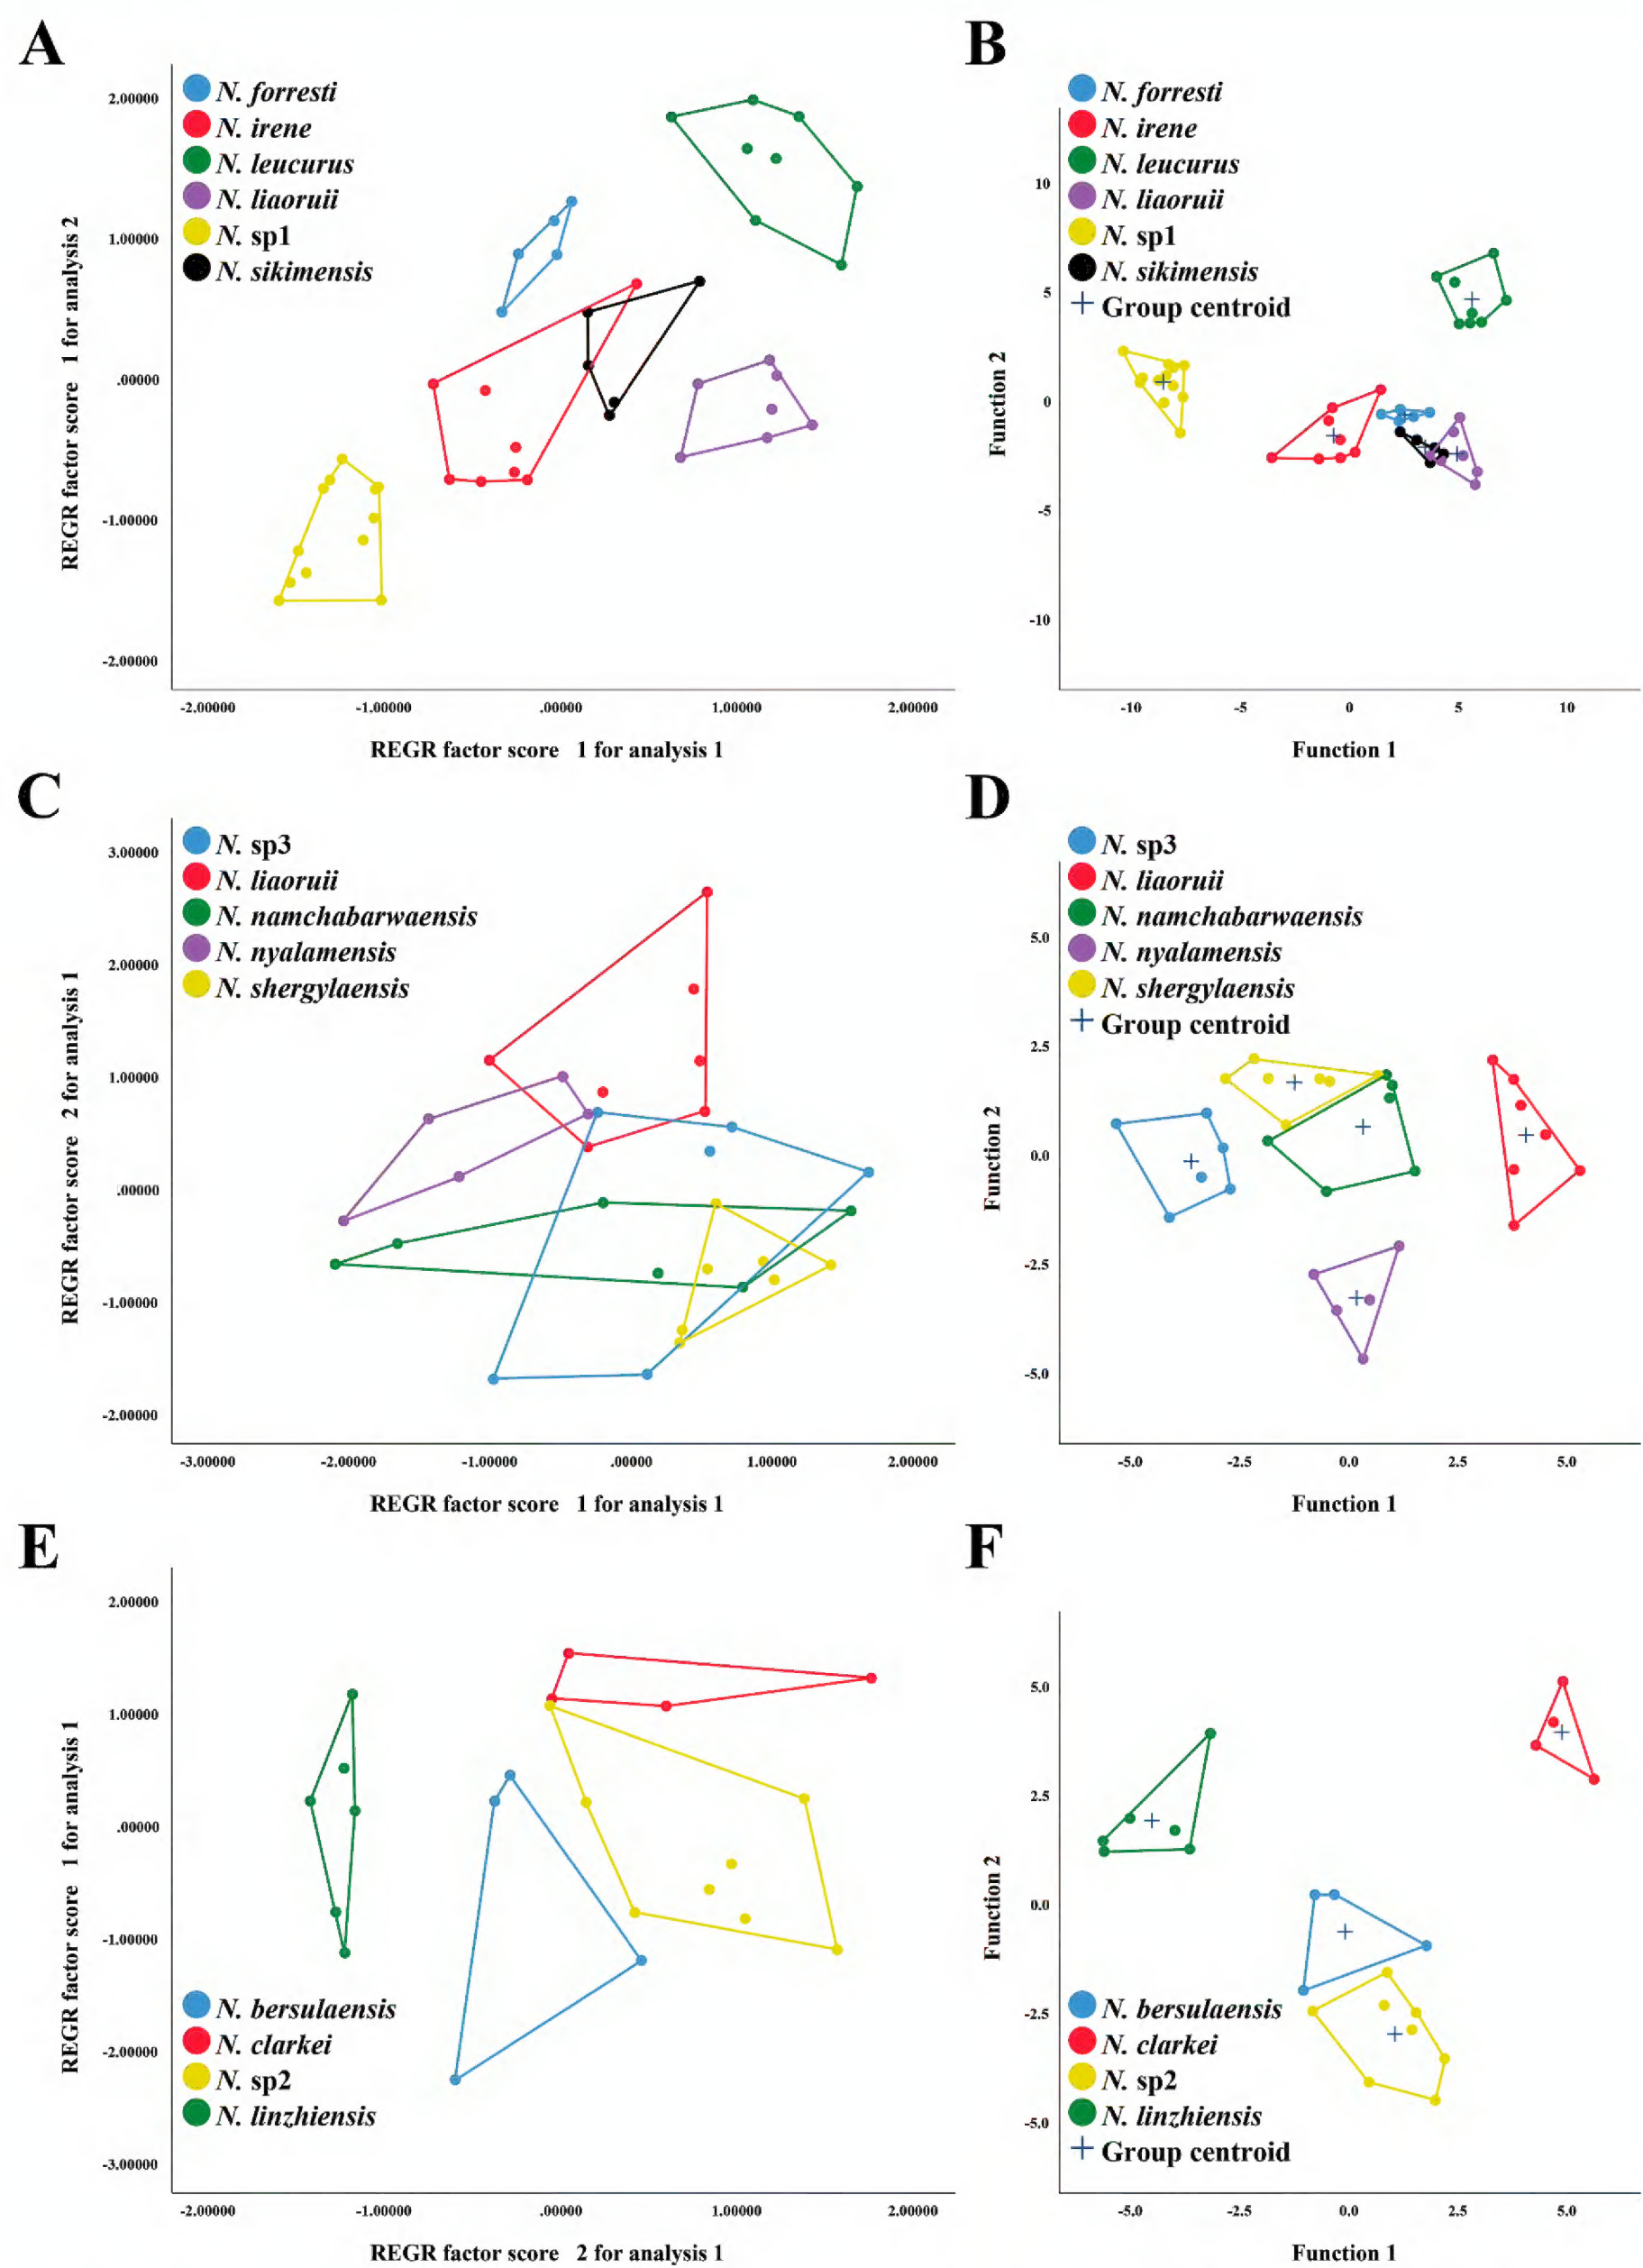 A
N. forresti
N. irene
N. leucurus
N. liaoruii
N. sp1
N. sikimensis
2.00000
1.00000
.00000
-1.00000
-2.00000
REGR factor score 1 for analysis 2
-2.00000 -1.00000 .00000 1.00000 2.00000
REGR factor score 1 for analysis 1
B
N. forresti
N. irene
N. leucurus
N. liaoruii
N. sp1
N. sikimensis
Group centroid
10
5
0
-5
-10
Function 2
-10 -5 0 5 10
Function 1
C
N. sp3
N. liaoruii
N. namchabarwaensis
N. nyalamensis
N. shergylaensis
3.00000
2.00000
1.00000
.00000
-1.00000
-2.00000
REGR factor score 2 for analysis 1
-3.00000 -2.00000 -1.00000 .00000 1.00000 2.00000
REGR factor score 1 for analysis 1
D
N. sp3
N. liaoruii
N. namchabarwaensis
N. nyalamensis
N. shergylaensis
Group centroid
5.0
2.5
0.0
-2.5
-5.0
Function 2
-5.0 -2.5 0.0 2.5 5.0
Function 1
E
2.00000
1.00000
.00000
-1.00000
-2.00000
-3.00000
REGR factor score 1 for analysis 1
N. bersulaensis
N. clarkei
N. sp2
N. linzhiensis
-2.00000 -1.00000 .00000 1.00000 2.00000
REGR factor score 2 for analysis 1
F
5.0
2.5
0.0
-2.5
-5.0
Function 2
N. bersulaensis
N. clarkei
N. sp2
N. linzhiensis
Group centroid
-5.0 -2.5 0.0 2.5 5.0
Function 1